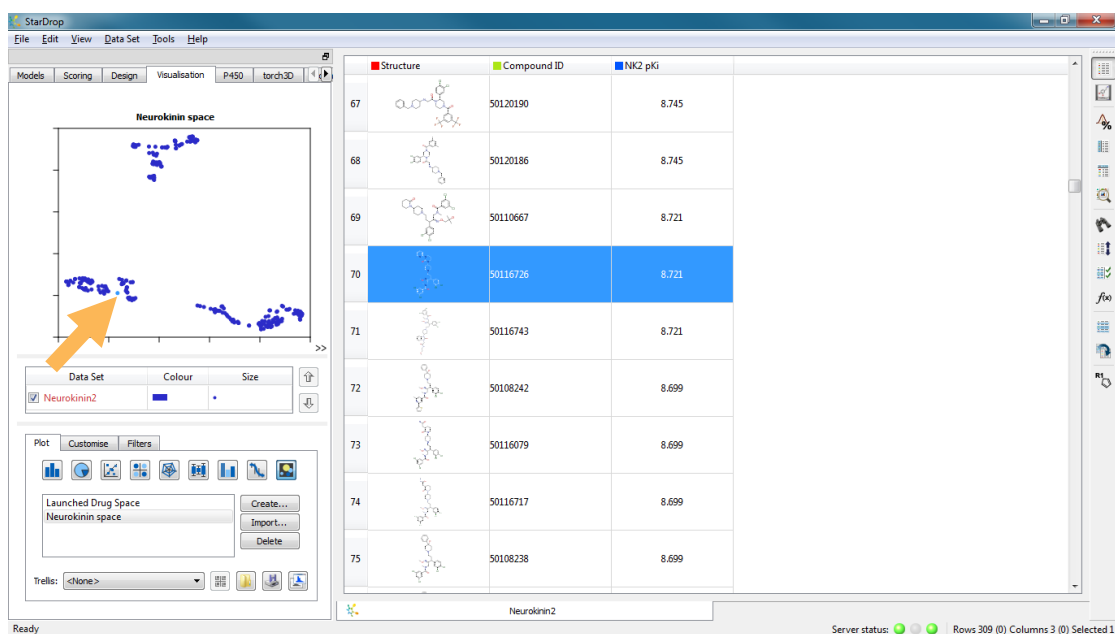 StarDrop
File Edit View Data Set Tools Help
Models Scoring Design Visualisation P450 torch3D
Neurokinin space
>>
Data Set Colour Size
Neurokinin2
Plot Customise Filters
Launched Drug Space
Neurokinin space
Create...
Import...
Delete
Trellis: <None>
Structure Compound ID NK2 pKi
67 50120190 8.745
68 50120186 8.745
69 50110667 8.721
70 50116726 8.721
71 50116743 8.721
72 50108242 8.699
73 50116079 8.699
74 50116717 8.699
75 50108238 8.699
Neurokinin2
%
f(x)
R1
Ready
Server status: Rows 309 (0) Columns 3 (0) Selected 1